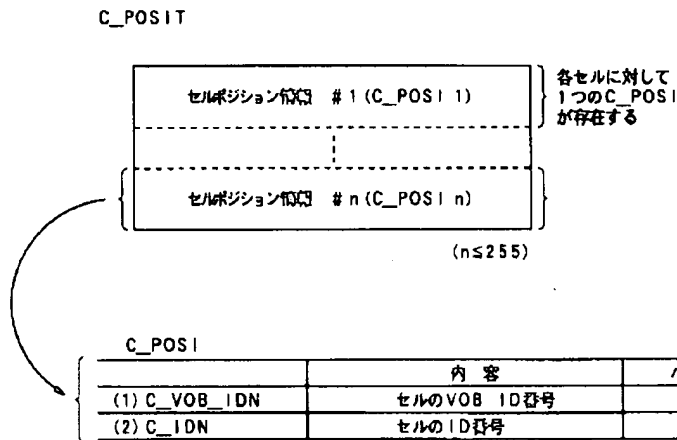 C_POSIT
セルポジション情報 #1(C_POSI 1)
各セルに対して
1つのC_POSI
が存在する
セルポジション情報 #n(C_POSI n)
(n≤255)
C_POSI
内 容
(1) C_VOB_IDN セルのVOB ID番号
(2) C_IDN セルのID番号